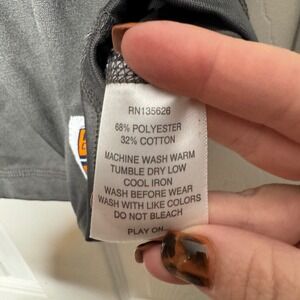 RN135626
68% POLYESTER
32% COTTON
MACHINE WASH WARM
TUMBLE DRY LOW
COOL IRON
WASH BEFORE WEAR
WASH WITH LIKE COLORS
DO NOT BLEACH
PLAY ON